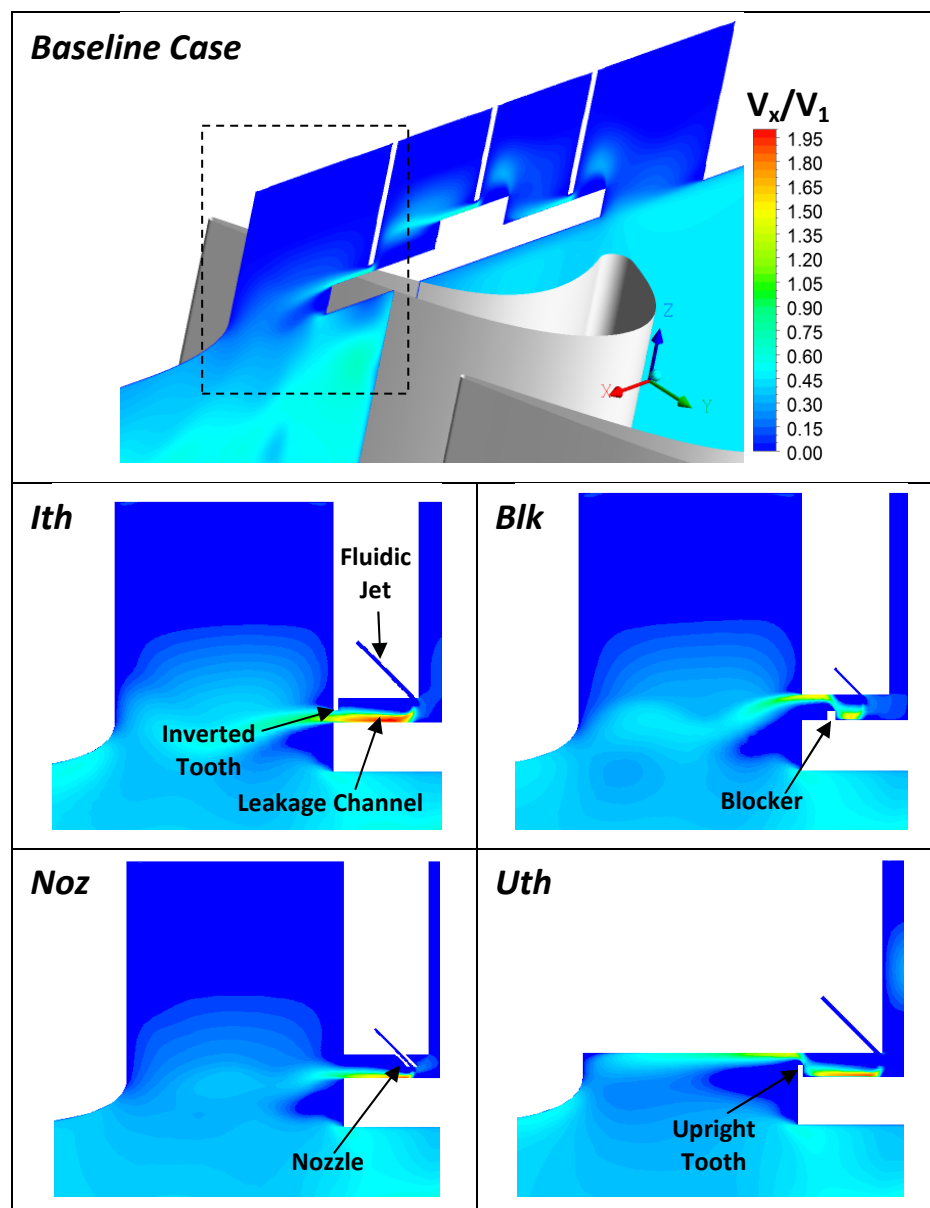 Baseline Case
Vx/V1
1.95
1.80
1.65
1.50
1.35
1.20
1.05
0.90
0.75
0.60
0.45
0.30
0.15
0.00
Z
X
Y
Ith
Fluidic
Jet
Inverted
Tooth
Leakage Channel
Blk
Blocker
Noz
Nozzle
Uth
Upright
Tooth